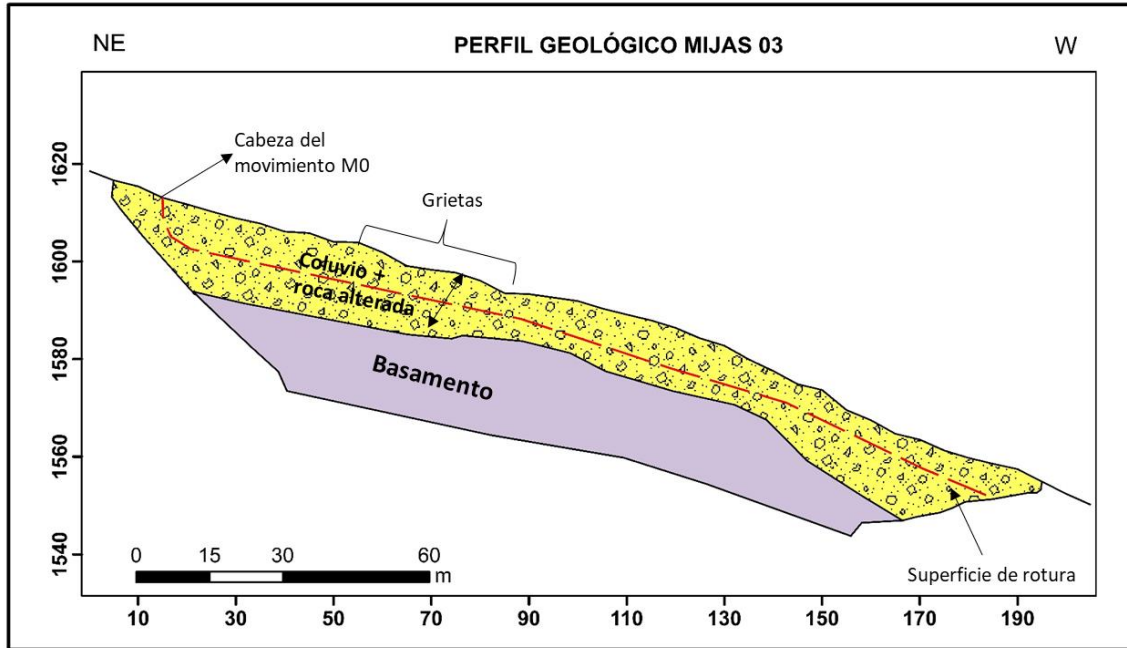 NE
PERFIL GEOLÓGICO MIJAS 03
W
Cabeza del
movimiento M0
Grietas
Coluvio +
roca alterada
Basamento
Superficie de rotura
1620
1600
1580
1560
1540
0 15 30 60
m
10 30 50 70 90 110 130 150 170 190